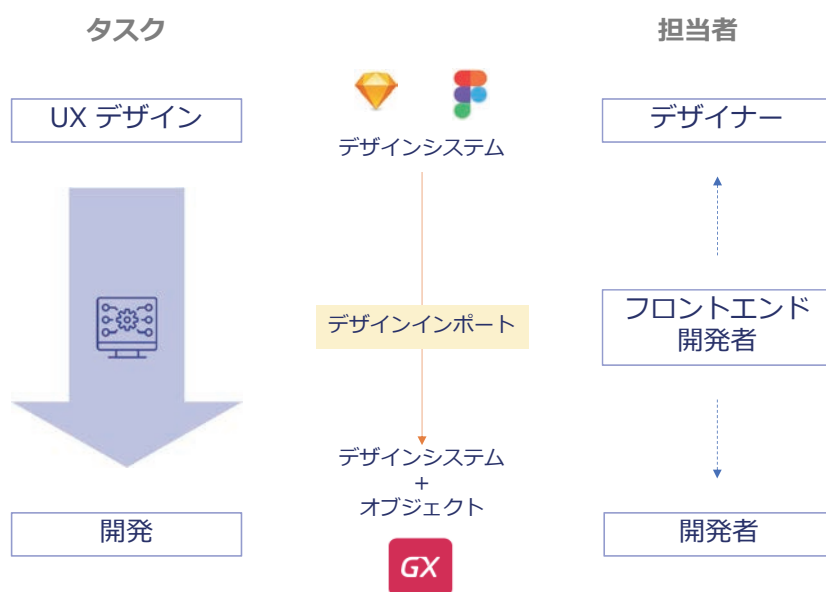 タスク
担当者
UX デザイン
デザインシステム
デザイナー
デザインインポート
フロントエンド
開発者
デザインシステム
+
オブジェクト
開発
GX
開発者